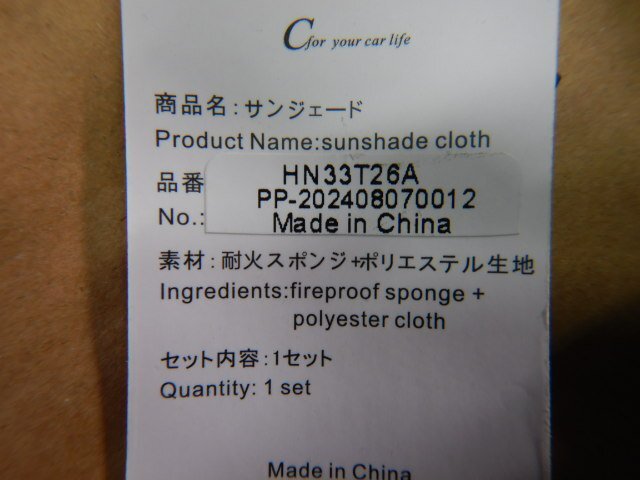 Cfor your car life
商品名:サンジェード
Product Name:sunshade cloth
品番
HN33T26A
PP-202408070012
No.:
Made in China
素材:耐火スポンジ+ポリエステル生地
Ingredients:fireproof sponge +
polyester cloth
セット内容:1セット
Quantity: 1 set
Made in China